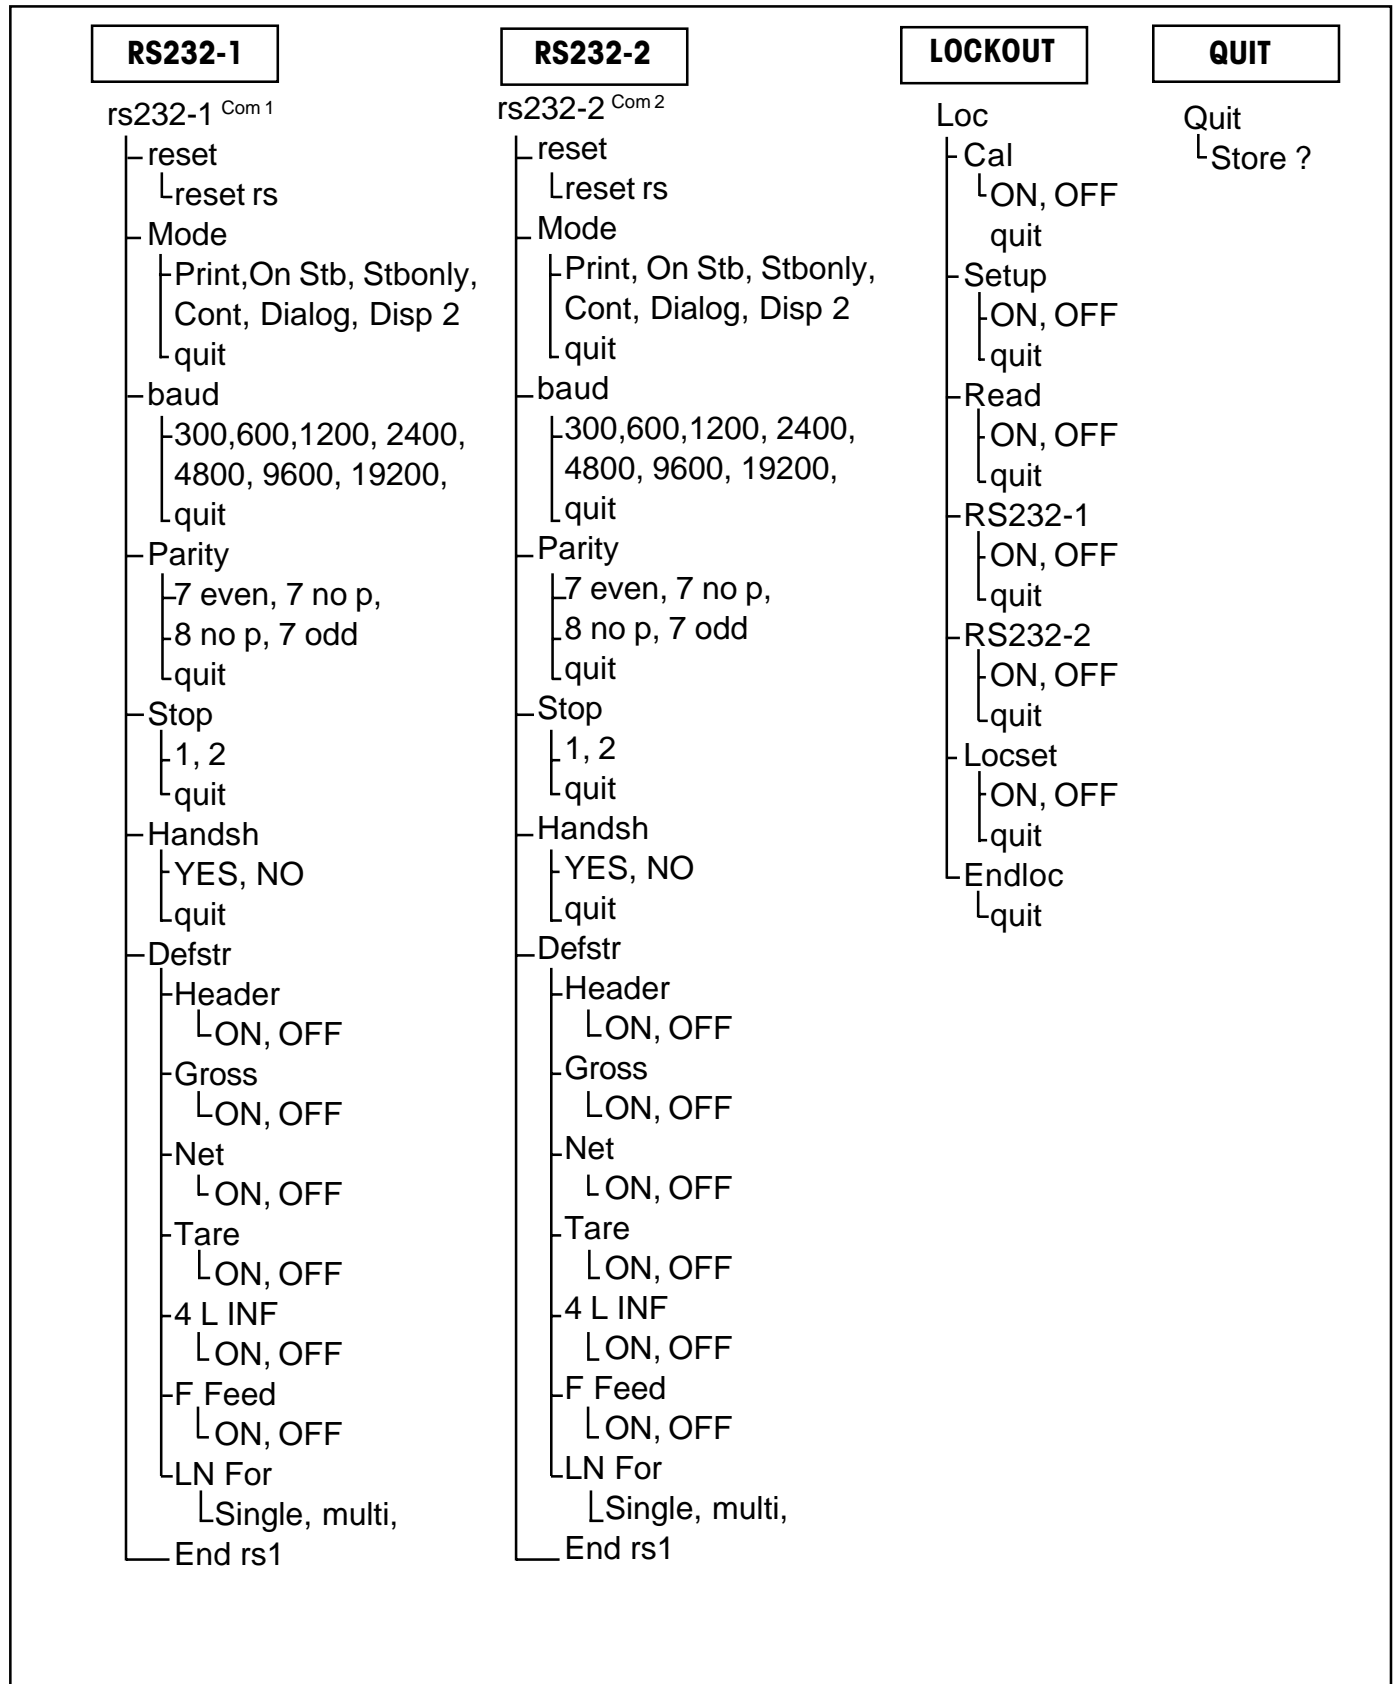 RS232-1
rs232-1 Com 1
reset
reset rs
Mode
Print,On Stb, Stbonly,
Cont, Dialog, Disp 2
quit
baud
300,600,1200, 2400,
4800, 9600, 19200,
quit
Parity
7 even, 7 no p,
8 no p, 7 odd
quit
Stop
1, 2
quit
Handsh
YES, NO
quit
Defstr
Header
ON, OFF
Gross
ON, OFF
Net
ON, OFF
Tare
ON, OFF
4 L INF
ON, OFF
F Feed
ON, OFF
LN For
Single, multi,
End rs1
RS232-2
rs232-2 Com 2
reset
reset rs
Mode
Print, On Stb, Stbonly,
Cont, Dialog, Disp 2
quit
baud
300,600,1200, 2400,
4800, 9600, 19200,
quit
Parity
7 even, 7 no p,
8 no p, 7 odd
quit
Stop
1, 2
quit
Handsh
YES, NO
quit
Defstr
Header
ON, OFF
Gross
ON, OFF
Net
ON, OFF
Tare
ON, OFF
4 L INF
ON, OFF
F Feed
ON, OFF
LN For
Single, multi,
End rs1
LOCKOUT
Loc
Cal
ON, OFF
quit
Setup
ON, OFF
quit
Read
ON, OFF
quit
RS232-1
ON, OFF
quit
RS232-2
ON, OFF
quit
Locset
ON, OFF
quit
Endloc
quit
QUIT
Quit
Store ?